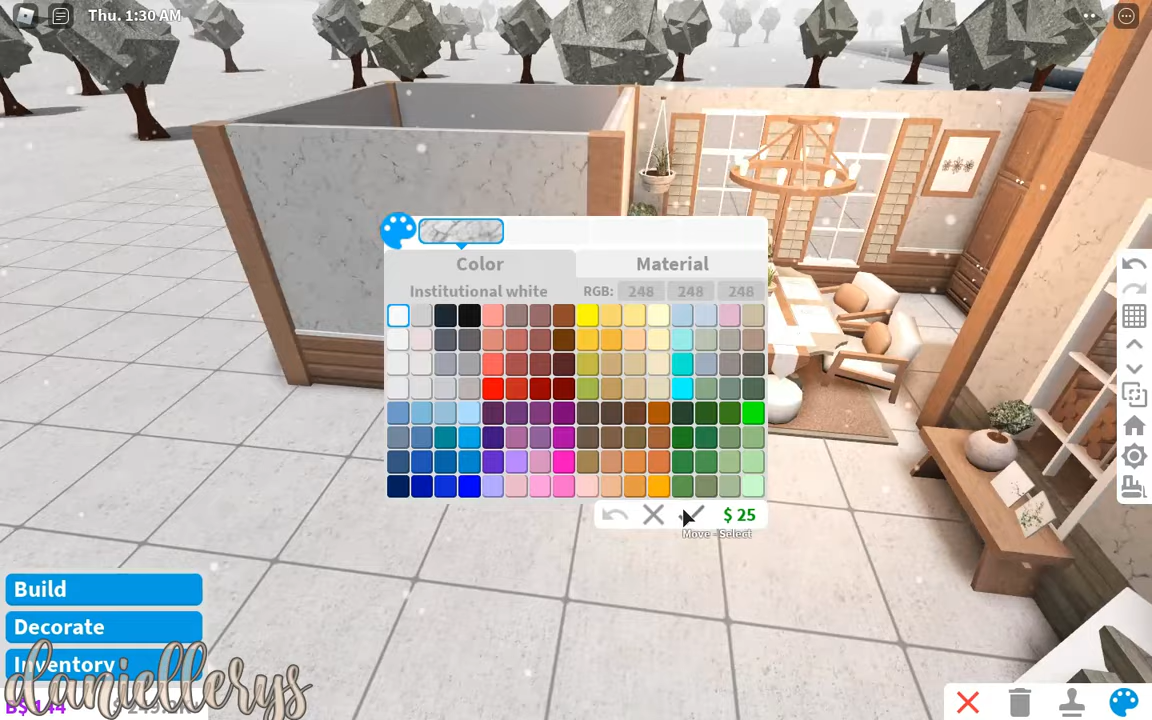 Thu. 1:30 AM
Color
Material
Institutional white
RGB: 248 248 248
$ 25
Move - Select
Build
Decorate
Inventory
daniellerys